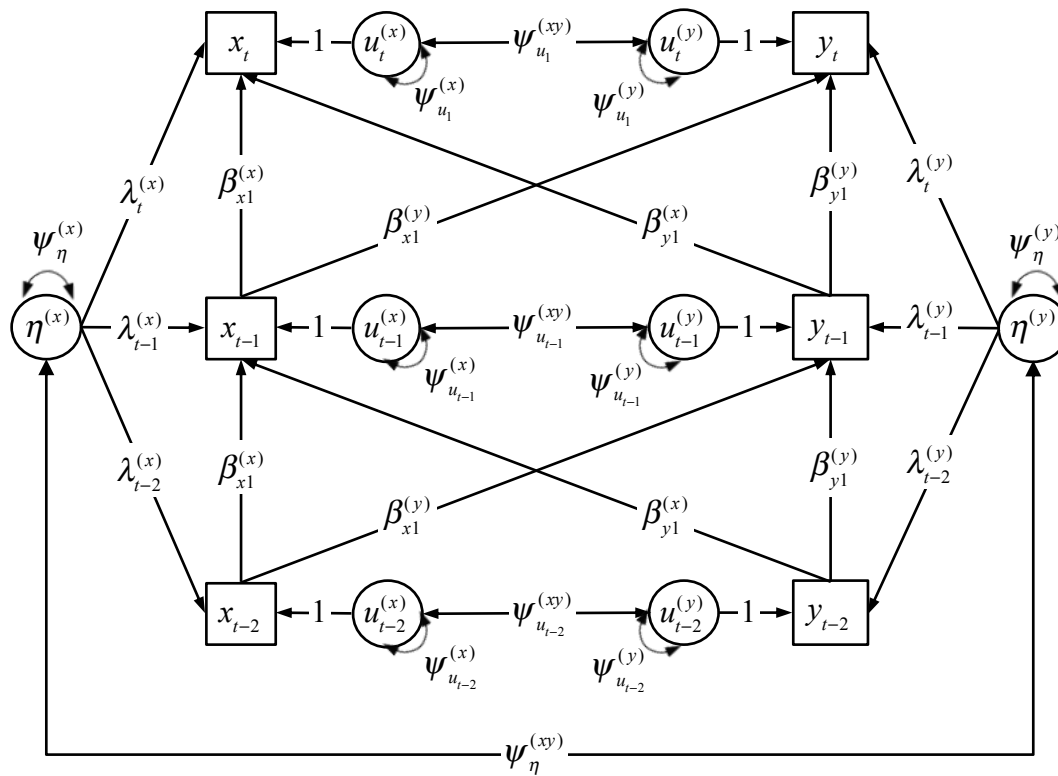 x_t 1 u_t^{(x)} ψ_{u_1}^{(xy)} u_t^{(y)} 1 y_t
ψ_{u_1}^{(x)} ψ_{u_1}^{(y)}
λ_t^{(x)} β_{x1}^{(x)} β_{y1}^{(y)} λ_t^{(y)}
β_{x1}^{(y)} β_{y1}^{(x)}
ψ_η^{(x)} ψ_η^{(y)}
η^{(x)} λ_{t-1}^{(x)} x_{t-1} 1 u_{t-1}^{(x)} ψ_{u_{t-1}}^{(xy)} u_{t-1}^{(y)} 1 y_{t-1} λ_{t-1}^{(y)} η^{(y)}
ψ_{u_{t-1}}^{(x)} ψ_{u_{t-1}}^{(y)}
λ_{t-2}^{(x)} β_{x1}^{(x)} β_{y1}^{(y)} λ_{t-2}^{(y)}
β_{x1}^{(y)} β_{y1}^{(x)}
x_{t-2} 1 u_{t-2}^{(x)} ψ_{u_{t-2}}^{(xy)} u_{t-2}^{(y)} 1 y_{t-2}
ψ_{u_{t-2}}^{(x)} ψ_{u_{t-2}}^{(y)}
ψ_η^{(xy)}